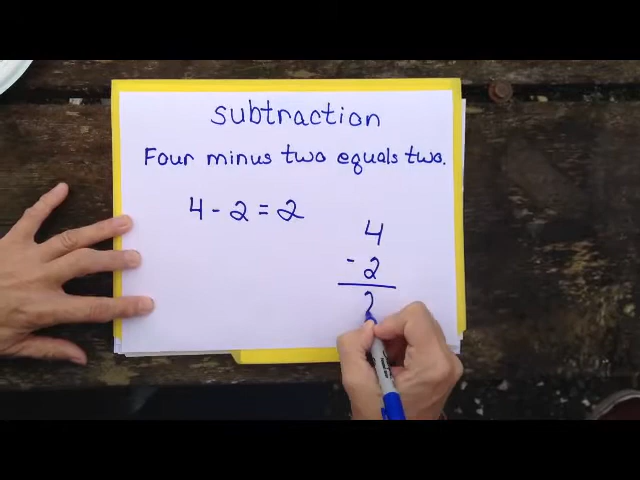 subtraction
Four minus two equals two.
4 - 2 = 2
4
- 2
2